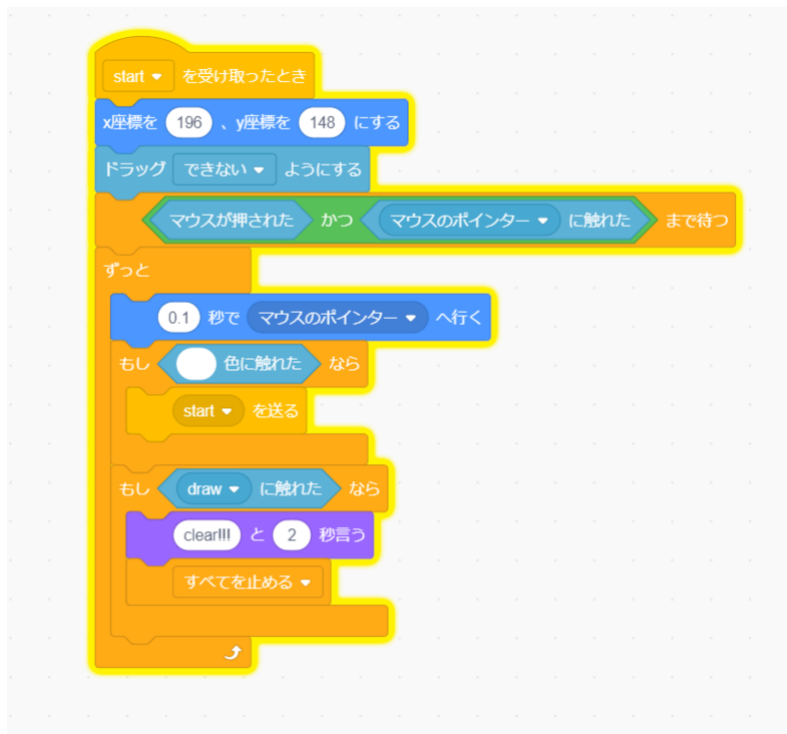 start を受け取ったとき
x座標を 196 、y座標を 148 にする
ドラッグ できない ようにする
マウスが押された かつ マウスのポインター に触れた まで待つ
ずっと
0.1 秒で マウスのポインター へ行く
もし 色に触れた なら
start を送る
もし draw に触れた なら
clear!!! と 2 秒言う
すべてを止める